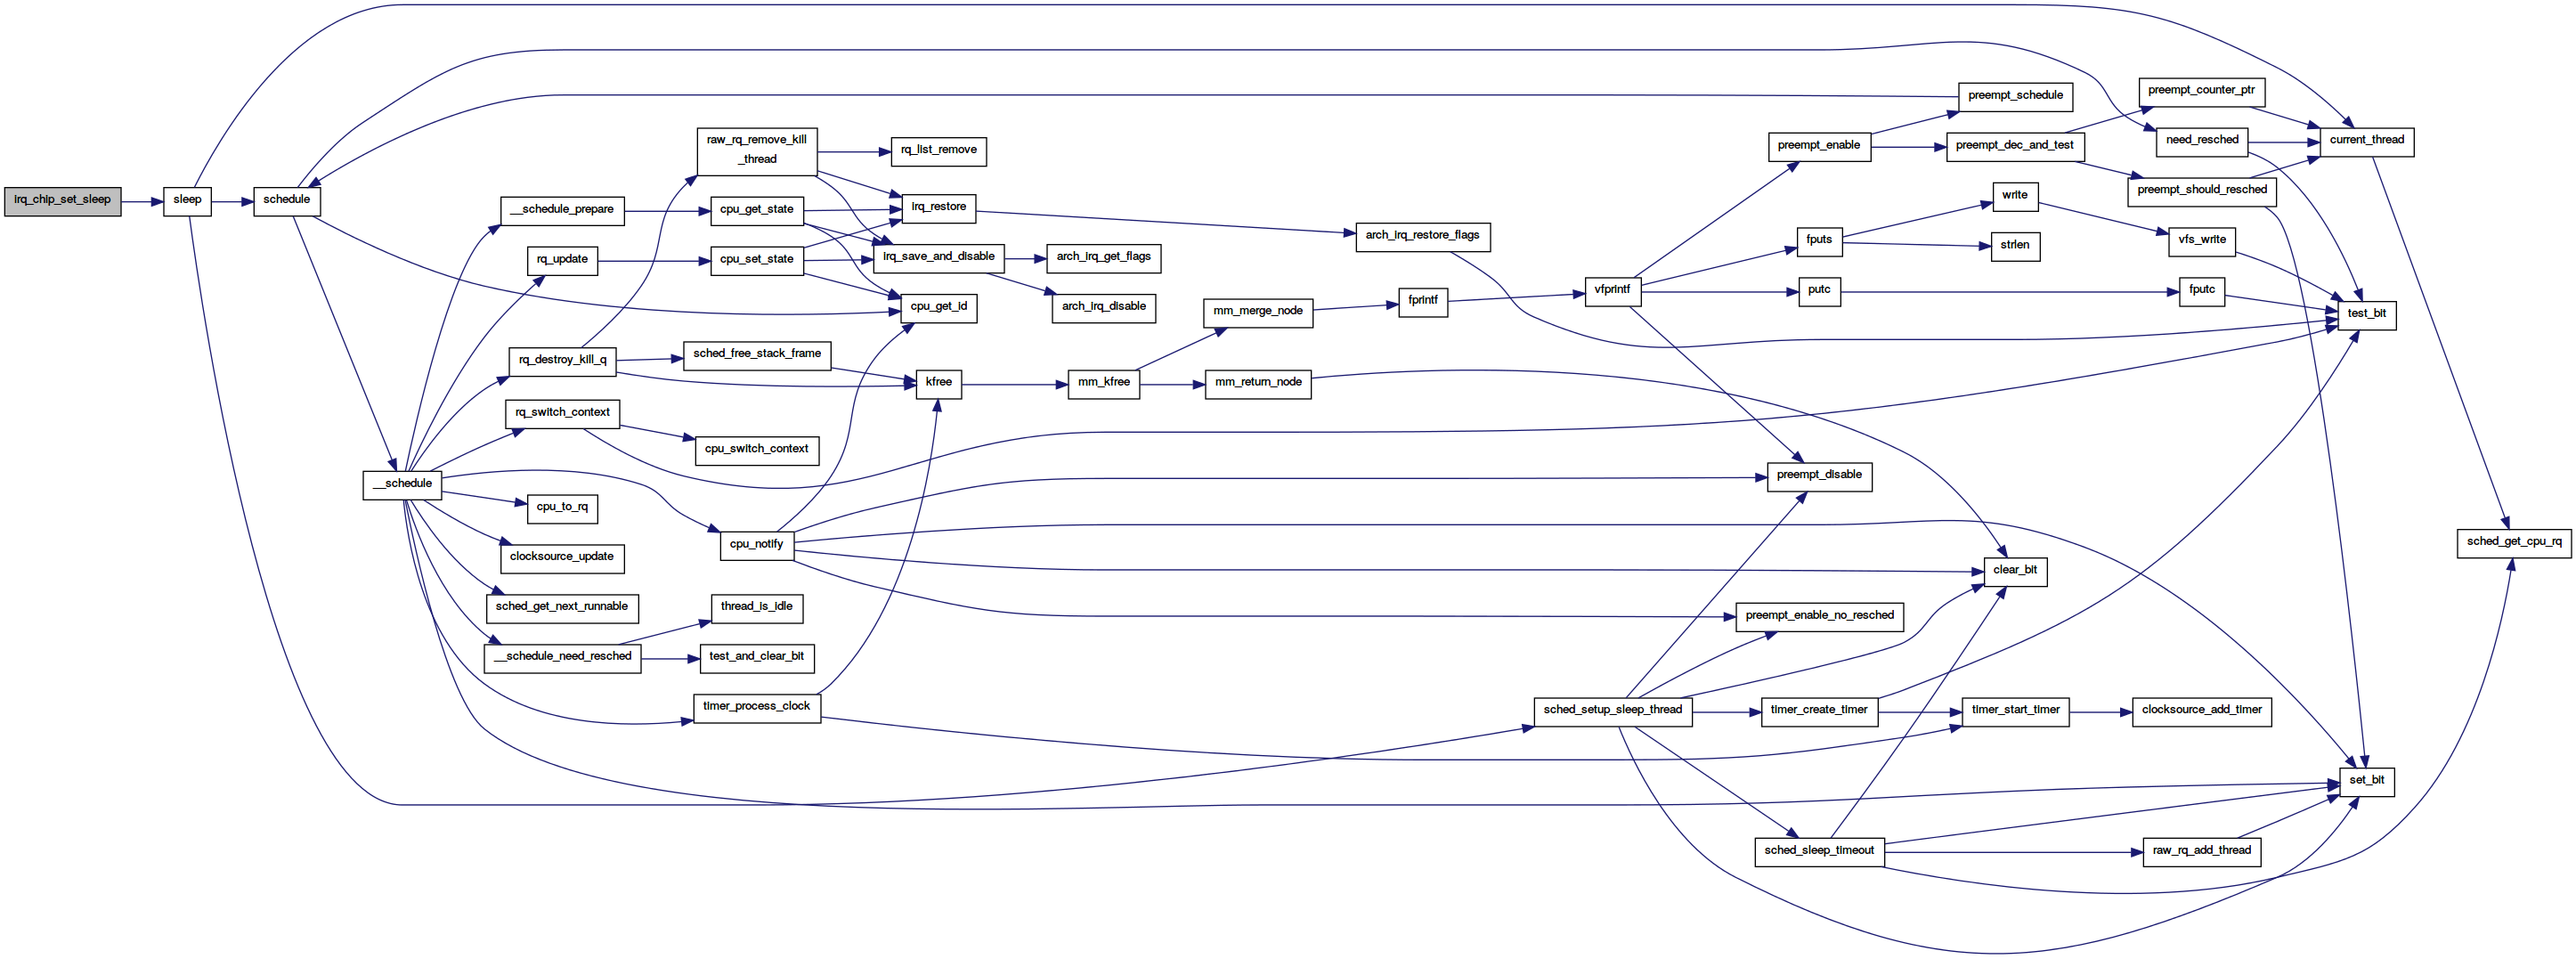 irq_chip_set_sleep
sleep
schedule
__schedule
__schedule_prepare
rq_update
rq_destroy_kill_q
rq_switch_context
cpu_to_rq
clocksource_update
sched_get_next_runnable
__schedule_need_resched
raw_rq_remove_kill
_thread
cpu_get_state
cpu_set_state
sched_free_stack_frame
cpu_switch_context
cpu_notify
thread_is_idle
test_and_clear_bit
timer_process_clock
rq_list_remove
irq_restore
irq_save_and_disable
cpu_get_id
kfree
arch_irq_get_flags
arch_irq_disable
mm_kfree
mm_merge_node
mm_return_node
arch_irq_restore_flags
fprintf
vfprintf
sched_setup_sleep_thread
preempt_enable
fputs
putc
preempt_disable
preempt_enable_no_resched
timer_create_timer
sched_sleep_timeout
preempt_schedule
preempt_dec_and_test
write
strlen
clear_bit
timer_start_timer
preempt_counter_ptr
need_resched
preempt_should_resched
vfs_write
fputc
clocksource_add_timer
raw_rq_add_thread
current_thread
test_bit
set_bit
sched_get_cpu_rq